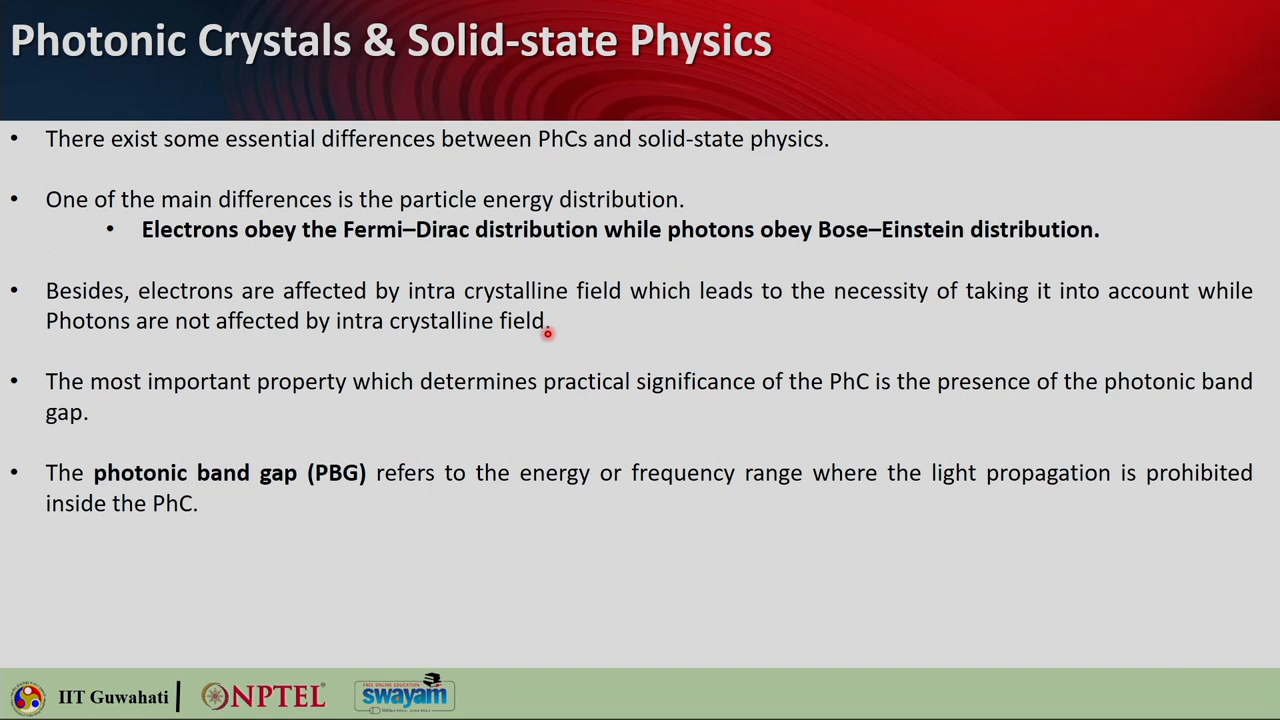 Photonic Crystals & Solid-state Physics
• There exist some essential differences between PhCs and solid-state physics.
• One of the main differences is the particle energy distribution.
• Electrons obey the Fermi–Dirac distribution while photons obey Bose–Einstein distribution.
• Besides, electrons are affected by intra crystalline field which leads to the necessity of taking it into account while
Photons are not affected by intra crystalline field.
• The most important property which determines practical significance of the PhC is the presence of the photonic band
gap.
• The photonic band gap (PBG) refers to the energy or frequency range where the light propagation is prohibited
inside the PhC.
IIT Guwahati
NPTEL
FREE ONLINE EDUCATION
swayam